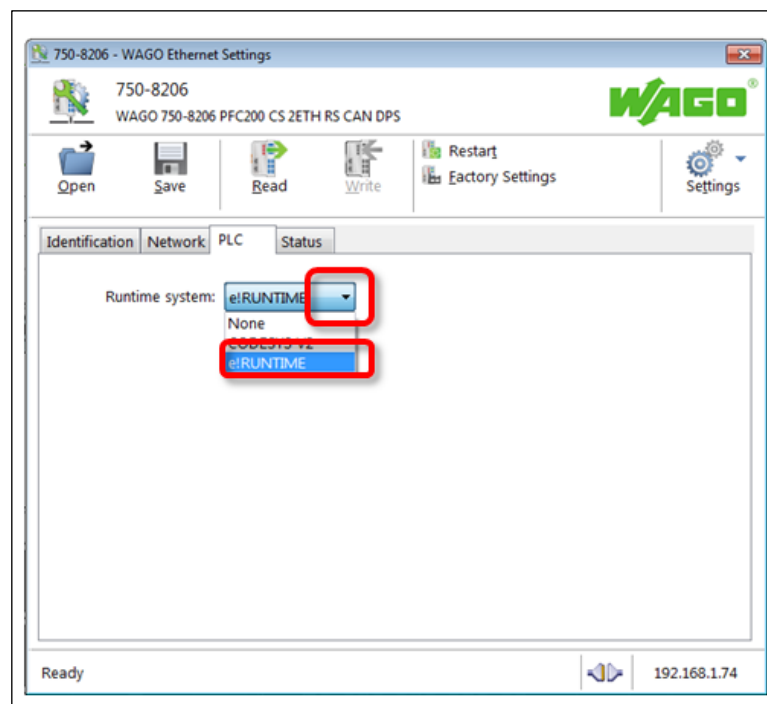 750-8206 - WAGO Ethernet Settings
750-8206
WAGO 750-8206 PFC200 CS 2ETH RS CAN DPS
WAGO®
Open Save Read Write Restart Factory Settings Settings
Identification Network PLC Status
Runtime system: e!RUNTIME
None
CODESYS V2
e!RUNTIME
Ready 192.168.1.74